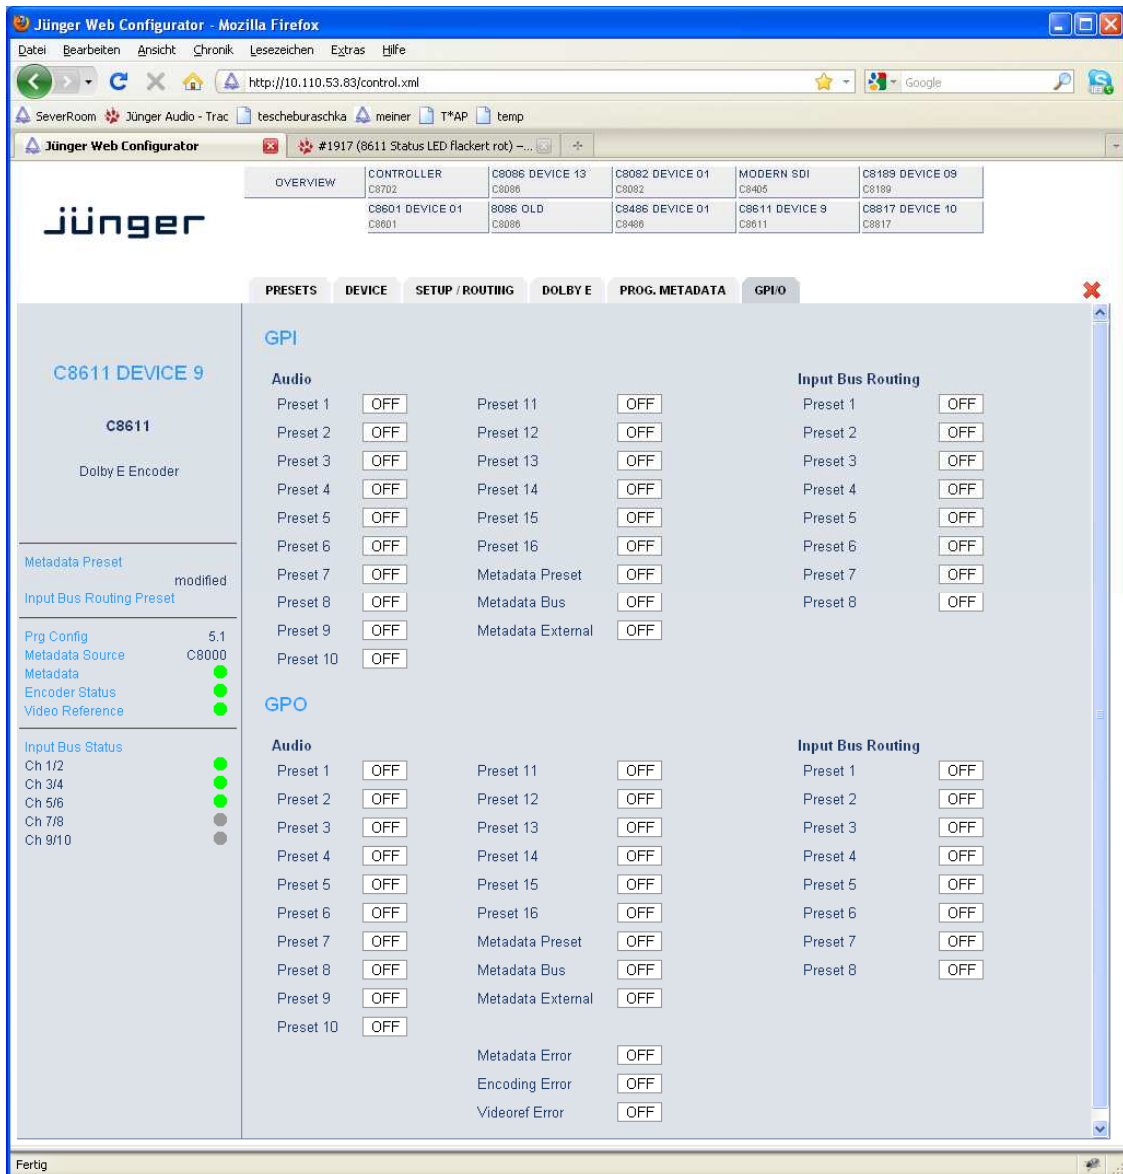 Jünger Web Configurator - Mozilla Firefox
Datei Bearbeiten Ansicht Chronik Lesezeichen Extras Hilfe
http://10.110.53.83/control.xml
Google
SeverRoom Jünger Audio - Trac tescheburaschka meiner T*AP temp
Jünger Web Configurator #1917 (8611 Status LED flackert rot) –...
OVERVIEW CONTROLLER C8086 DEVICE 13 C8082 DEVICE 01 MODERN SDI C8189 DEVICE 09
C8702 C8086 C8082 C8405 C8189
C8601 DEVICE 01 8086 OLD C8486 DEVICE 01 C8611 DEVICE 9 C8817 DEVICE 10
C8601 C8086 C8486 C8611 C8817
jünger
PRESETS DEVICE SETUP / ROUTING DOLBY E PROG. METADATA GPI/O
C8611 DEVICE 9
C8611
Dolby E Encoder
Metadata Preset
modified
Input Bus Routing Preset
Prg Config 5.1
Metadata Source C8000
Metadata
Encoder Status
Video Reference
Input Bus Status
Ch 1/2
Ch 3/4
Ch 5/6
Ch 7/8
Ch 9/10
GPI
Audio Input Bus Routing
Preset 1 OFF Preset 11 OFF Preset 1 OFF
Preset 2 OFF Preset 12 OFF Preset 2 OFF
Preset 3 OFF Preset 13 OFF Preset 3 OFF
Preset 4 OFF Preset 14 OFF Preset 4 OFF
Preset 5 OFF Preset 15 OFF Preset 5 OFF
Preset 6 OFF Preset 16 OFF Preset 6 OFF
Preset 7 OFF Metadata Preset OFF Preset 7 OFF
Preset 8 OFF Metadata Bus OFF Preset 8 OFF
Preset 9 OFF Metadata External OFF
Preset 10 OFF
GPO
Audio Input Bus Routing
Preset 1 OFF Preset 11 OFF Preset 1 OFF
Preset 2 OFF Preset 12 OFF Preset 2 OFF
Preset 3 OFF Preset 13 OFF Preset 3 OFF
Preset 4 OFF Preset 14 OFF Preset 4 OFF
Preset 5 OFF Preset 15 OFF Preset 5 OFF
Preset 6 OFF Preset 16 OFF Preset 6 OFF
Preset 7 OFF Metadata Preset OFF Preset 7 OFF
Preset 8 OFF Metadata Bus OFF Preset 8 OFF
Preset 9 OFF Metadata External OFF
Preset 10 OFF
Metadata Error OFF
Encoding Error OFF
Videoref Error OFF
Fertig